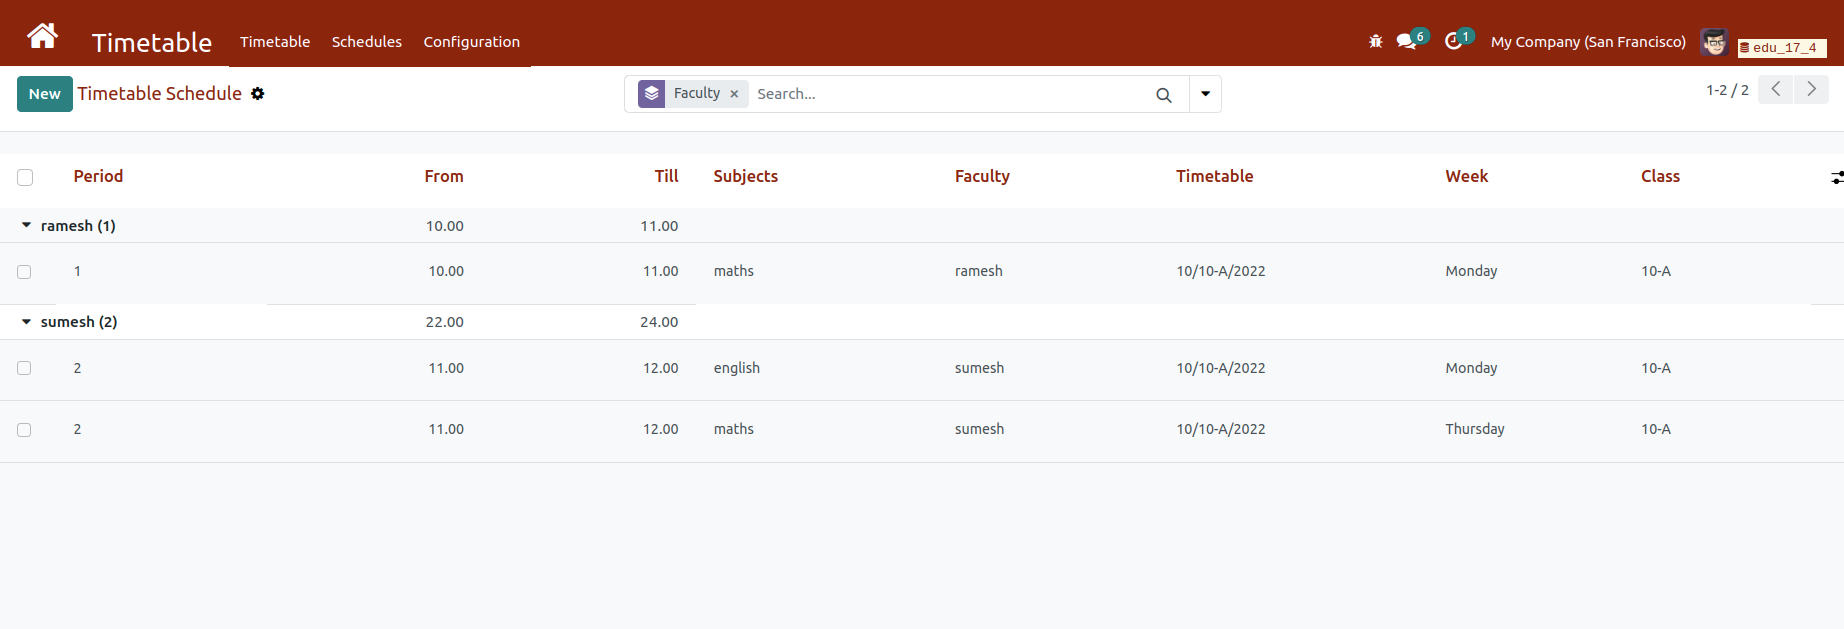 Timetable Timetable Schedules Configuration 6 1 My Company (San Francisco) edu_17_4
New Timetable Schedule Faculty × Search... 1-2 / 2
Period From Till Subjects Faculty Timetable Week Class
ramesh (1) 10.00 11.00
1 10.00 11.00 maths ramesh 10/10-A/2022 Monday 10-A
sumesh (2) 22.00 24.00
2 11.00 12.00 english sumesh 10/10-A/2022 Monday 10-A
2 11.00 12.00 maths sumesh 10/10-A/2022 Thursday 10-A